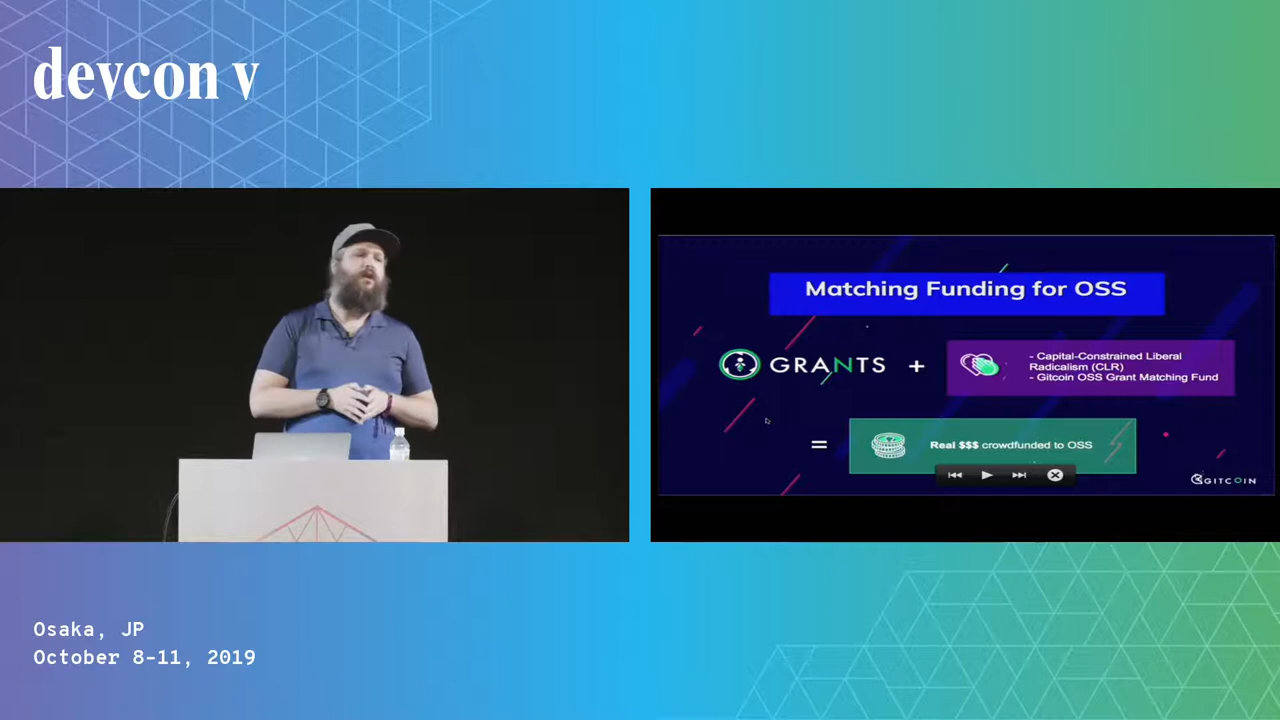 devcon v
Matching Funding for OSS
GRANTS +
- Capital-Constrained Liberal
Radicalism (CLR)
- Gitcoin OSS Grant Matching Fund
=
Real $$$ crowdfunded to OSS
GITCOIN
Osaka, JP
October 8-11, 2019